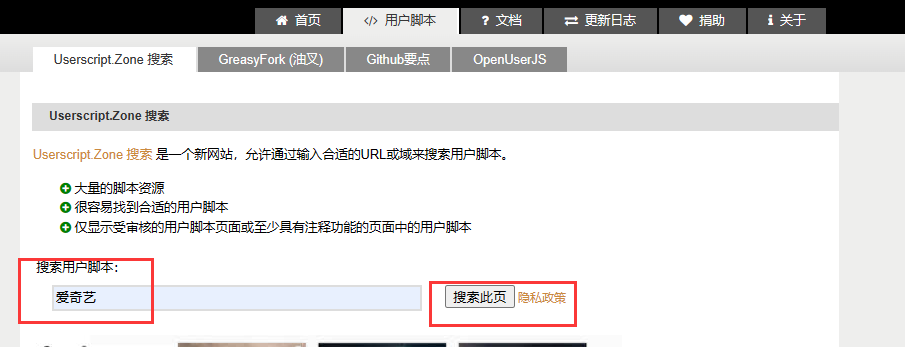 首页 用户脚本 ? 文档 更新日志 捐助 i 关于
Userscript.Zone 搜索 GreasyFork (油叉) Github要点 OpenUserJS
Userscript.Zone 搜索
Userscript.Zone 搜索 是一个新网站，允许通过输入合适的URL或域来搜索用户脚本。
大量的脚本资源
很容易找到合适的用户脚本
仅显示受审核的用户脚本页面或至少具有注释功能的页面中的用户脚本
搜索用户脚本：
爱奇艺 搜索此页 隐私政策